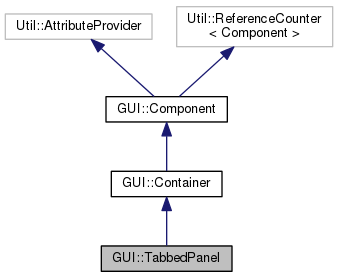 Util::AttributeProvider
Util::ReferenceCounter
< Component >
GUI::Component
GUI::Container
GUI::TabbedPanel